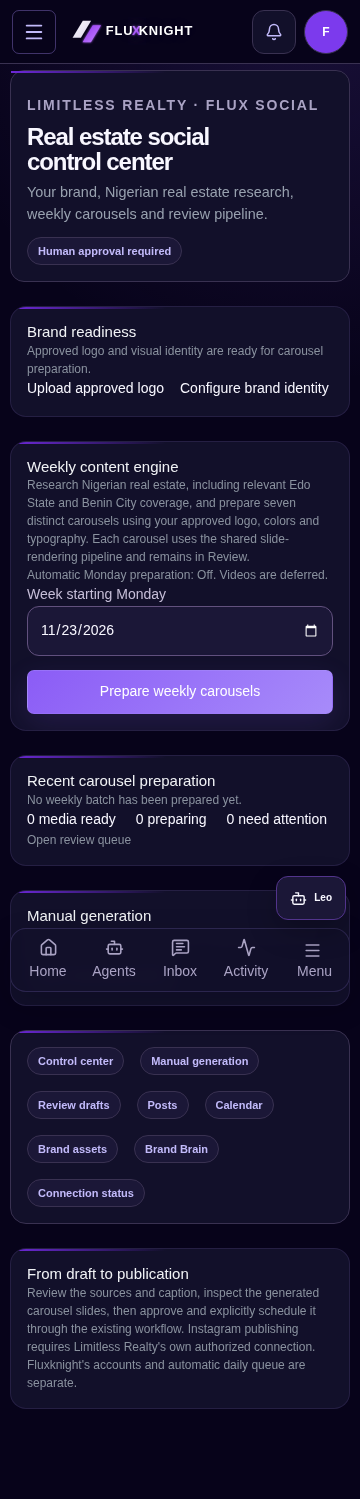 FLUXKNIGHT
F
LIMITLESS REALTY · FLUX SOCIAL
Real estate social
control center
Your brand, Nigerian real estate research,
weekly carousels and review pipeline.
Human approval required
Brand readiness
Approved logo and visual identity are ready for carousel
preparation.
Upload approved logo Configure brand identity
Weekly content engine
Research Nigerian real estate, including relevant Edo
State and Benin City coverage, and prepare seven
distinct carousels using your approved logo, colors and
typography. Each carousel uses the shared slide-
rendering pipeline and remains in Review.
Automatic Monday preparation: Off. Videos are deferred.
Week starting Monday
11/23/2026
Prepare weekly carousels
Recent carousel preparation
No weekly batch has been prepared yet.
0 media ready 0 preparing 0 need attention
Open review queue
Leo
Manual generation
Home Agents Inbox Activity Menu
Control center Manual generation
Review drafts Posts Calendar
Brand assets Brand Brain
Connection status
From draft to publication
Review the sources and caption, inspect the generated
carousel slides, then approve and explicitly schedule it
through the existing workflow. Instagram publishing
requires Limitless Realty's own authorized connection.
Fluxknight's accounts and automatic daily queue are
separate.